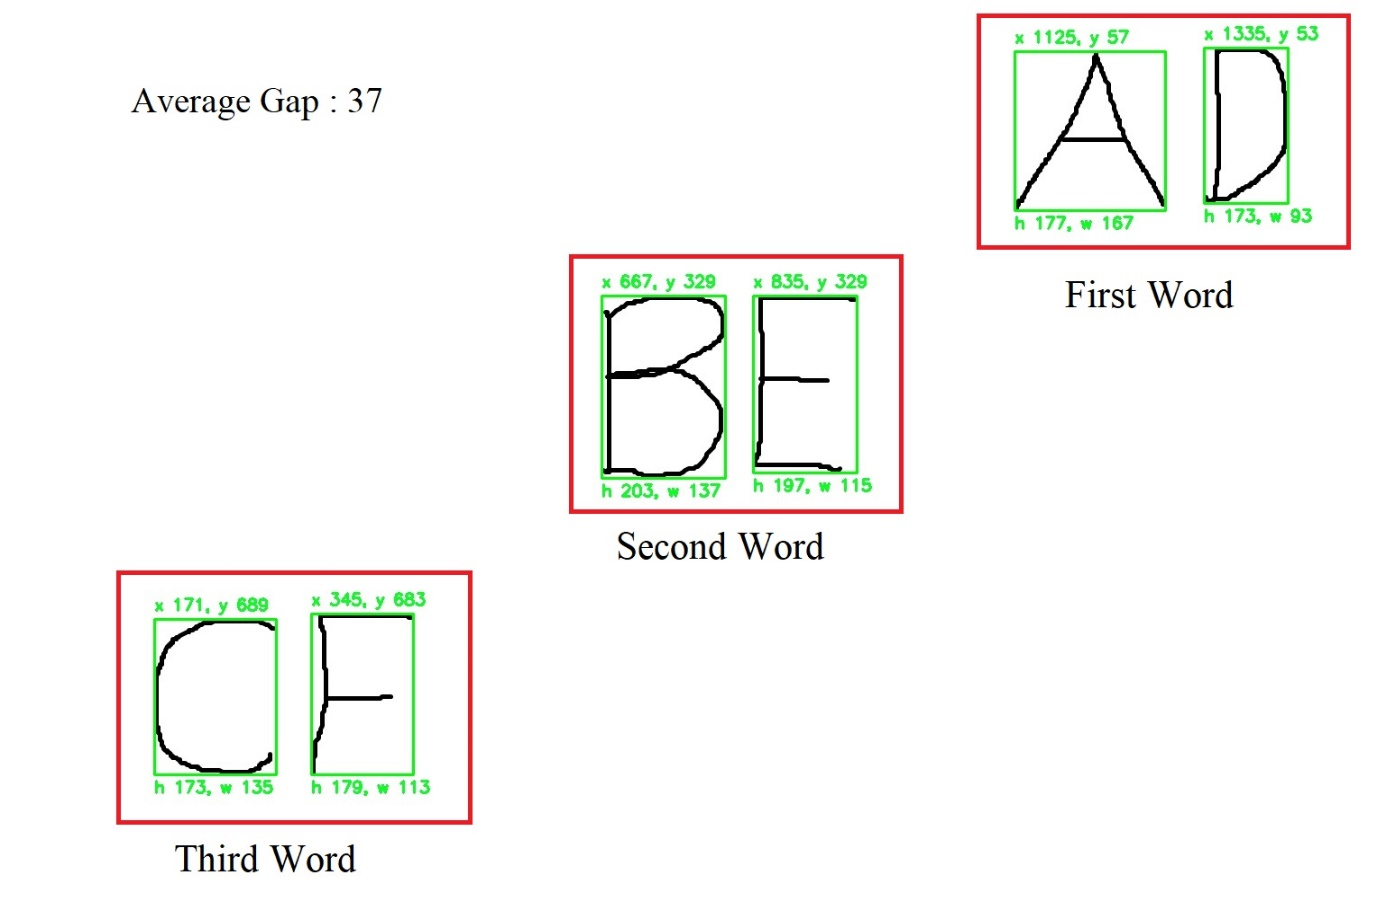 x 1125, y 57 x 1335, y 53
Average Gap : 37
A D
h 177, w 167 h 173, w 93
First Word
x 667, y 329 x 835, y 329
B E
h 203, w 137 h 197, w 115
Second Word
x 171, y 689 x 345, y 683
C F
h 173, w 135 h 179, w 113
Third Word